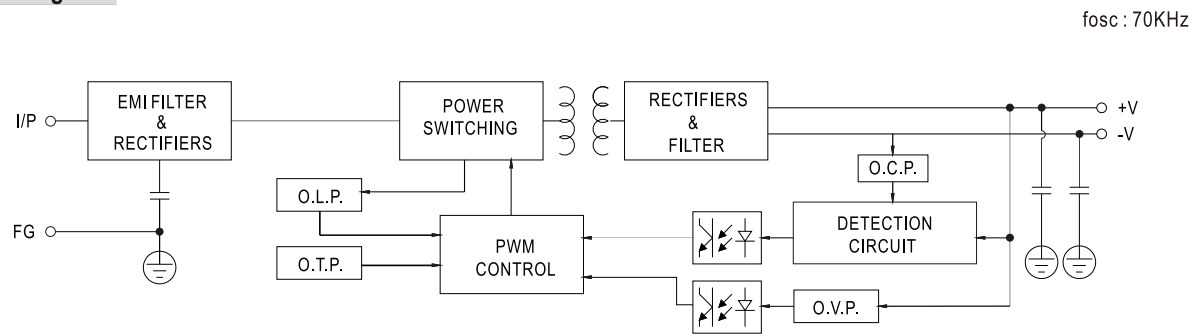 fosc : 70KHz
I/P
EMI FILTER
&
RECTIFIERS
POWER
SWITCHING
RECTIFIERS
&
FILTER
+V
-V
O.C.P.
O.L.P.
FG
PWM
CONTROL
DETECTION
CIRCUIT
O.T.P.
O.V.P.